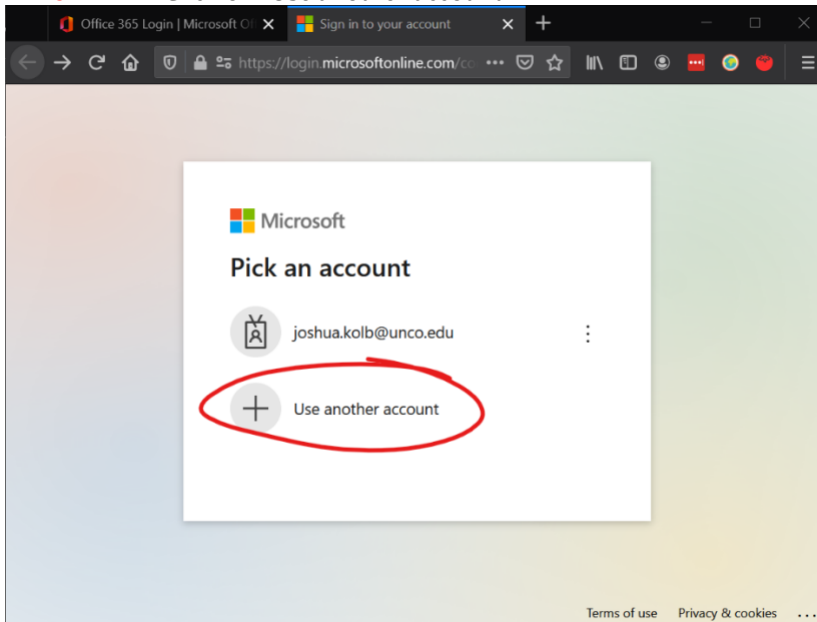 Office 365 Login | Microsoft Of
Sign in to your account
https://login.microsoftonline.com/co
Microsoft
Pick an account
joshua.kolb@unco.edu
Use another account
Terms of use Privacy & cookies ...